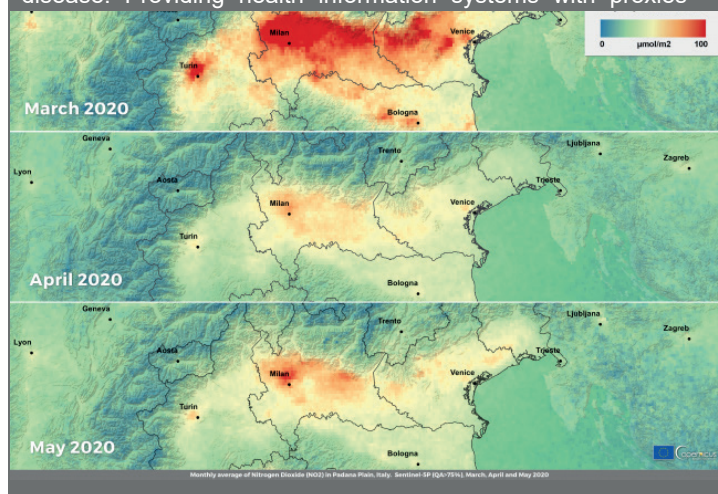 disease. Providing health information systems with proxies
Milan
Venice
Turin
Bologna
0 µmol/m2 100
March 2020
Geneva
Lyon
Aosta
Trento
Ljubljana
Zagreb
Milan
Venice
Trieste
Turin
Bologna
April 2020
Geneva
Lyon
Aosta
Trento
Ljubljana
Zagreb
Milan
Venice
Trieste
Turin
Bologna
May 2020
Copernicus
Monthly average of Nitrogen Dioxide (NO2) in Padana Plain, Italy. Sentinel-5P (QA>75%). March, April and May 2020